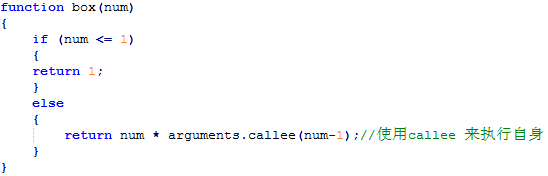 function box(num)
{
    if (num <= 1)
    {
    return 1;
    }
    else
    {
        return num * arguments.callee(num-1);//使用callee 来执行自身
    }
}